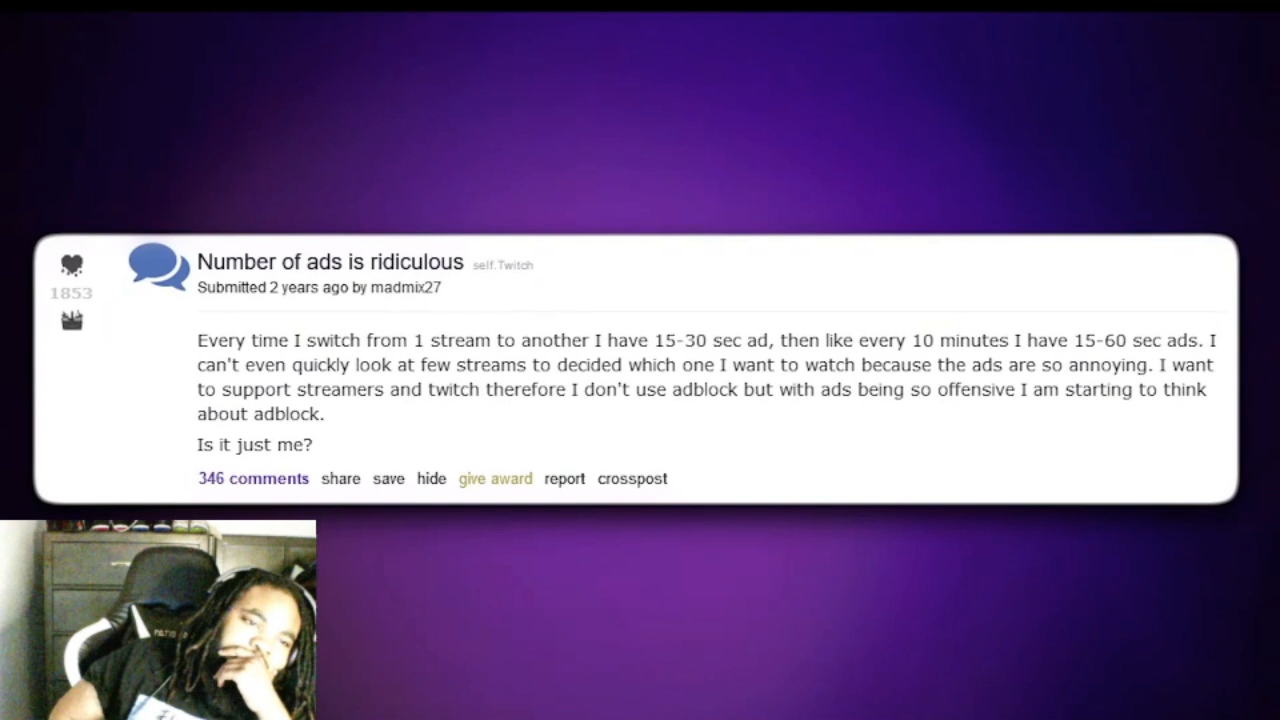 Number of ads is ridiculous self.Twitch
1853
Submitted 2 years ago by madmix27
Every time I switch from 1 stream to another I have 15-30 sec ad, then like every 10 minutes I have 15-60 sec ads. I
can't even quickly look at few streams to decided which one I want to watch because the ads are so annoying. I want
to support streamers and twitch therefore I don't use adblock but with ads being so offensive I am starting to think
about adblock.
Is it just me?
346 comments share save hide give award report crosspost